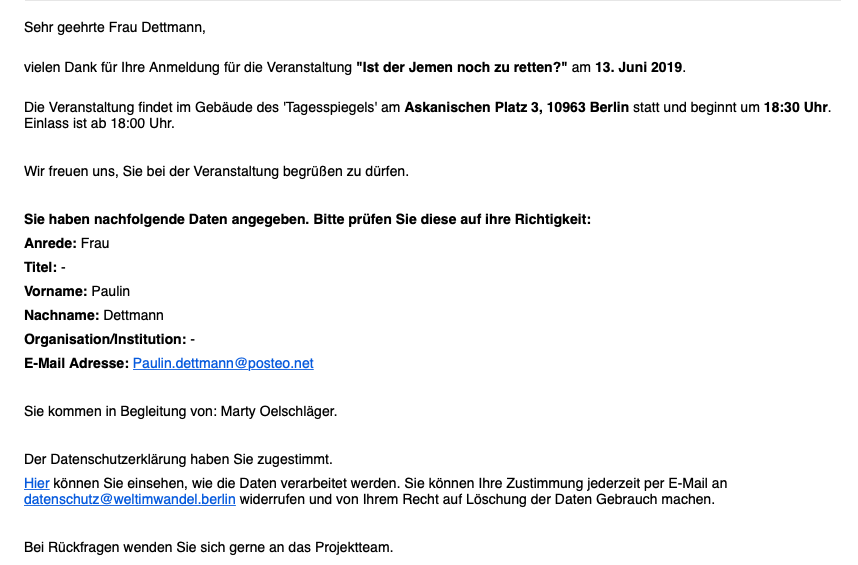 Sehr geehrte Frau Dettmann,
vielen Dank für Ihre Anmeldung für die Veranstaltung "Ist der Jemen noch zu retten?" am 13. Juni 2019.
Die Veranstaltung findet im Gebäude des 'Tagesspiegels' am Askanischen Platz 3, 10963 Berlin statt und beginnt um 18:30 Uhr.
Einlass ist ab 18:00 Uhr.
Wir freuen uns, Sie bei der Veranstaltung begrüßen zu dürfen.
Sie haben nachfolgende Daten angegeben. Bitte prüfen Sie diese auf ihre Richtigkeit:
Anrede: Frau
Titel: -
Vorname: Paulin
Nachname: Dettmann
Organisation/Institution: -
E-Mail Adresse: Paulin.dettmann@posteo.net
Sie kommen in Begleitung von: Marty Oelschläger.
Der Datenschutzerklärung haben Sie zugestimmt.
Hier können Sie einsehen, wie die Daten verarbeitet werden. Sie können Ihre Zustimmung jederzeit per E-Mail an
datenschutz@weltimwandel.berlin widerrufen und von Ihrem Recht auf Löschung der Daten Gebrauch machen.
Bei Rückfragen wenden Sie sich gerne an das Projektteam.